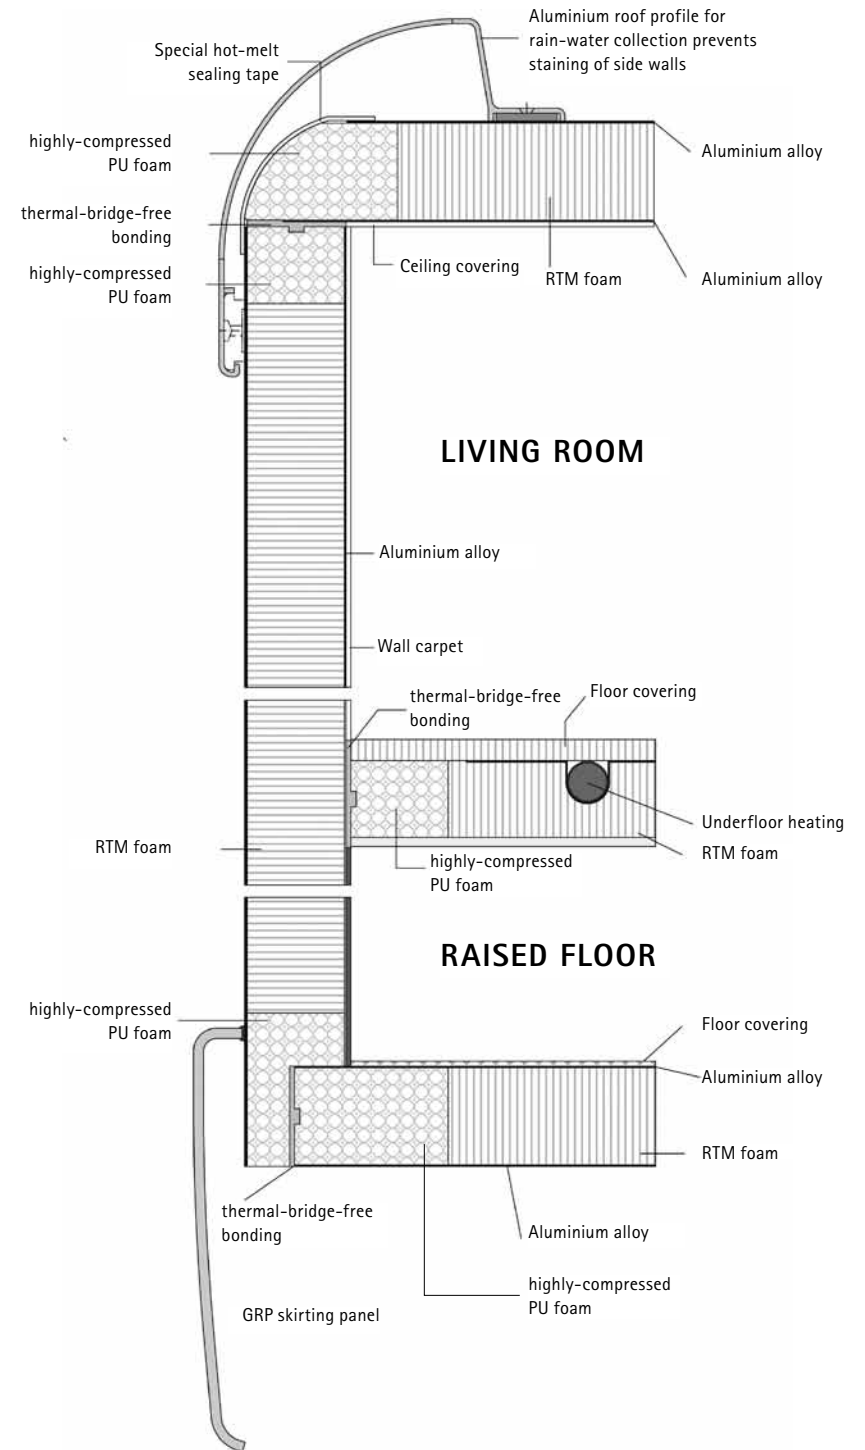 Aluminium roof profile for
rain-water collection prevents
staining of side walls
Special hot-melt
sealing tape
highly-compressed
PU foam
Aluminium alloy
thermal-bridge-free
bonding
highly-compressed
PU foam
Ceiling covering
RTM foam
Aluminium alloy
LIVING ROOM
Aluminium alloy
Wall carpet
thermal-bridge-free
bonding
Floor covering
Underfloor heating
RTM foam
RTM foam
highly-compressed
PU foam
RAISED FLOOR
highly-compressed
PU foam
Floor covering
Aluminium alloy
RTM foam
thermal-bridge-free
bonding
Aluminium alloy
highly-compressed
PU foam
GRP skirting panel